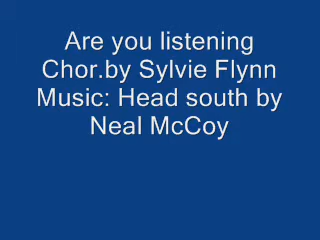 Are you listening
Chor.by Sylvie Flynn
Music: Head south by
Neal McCoy